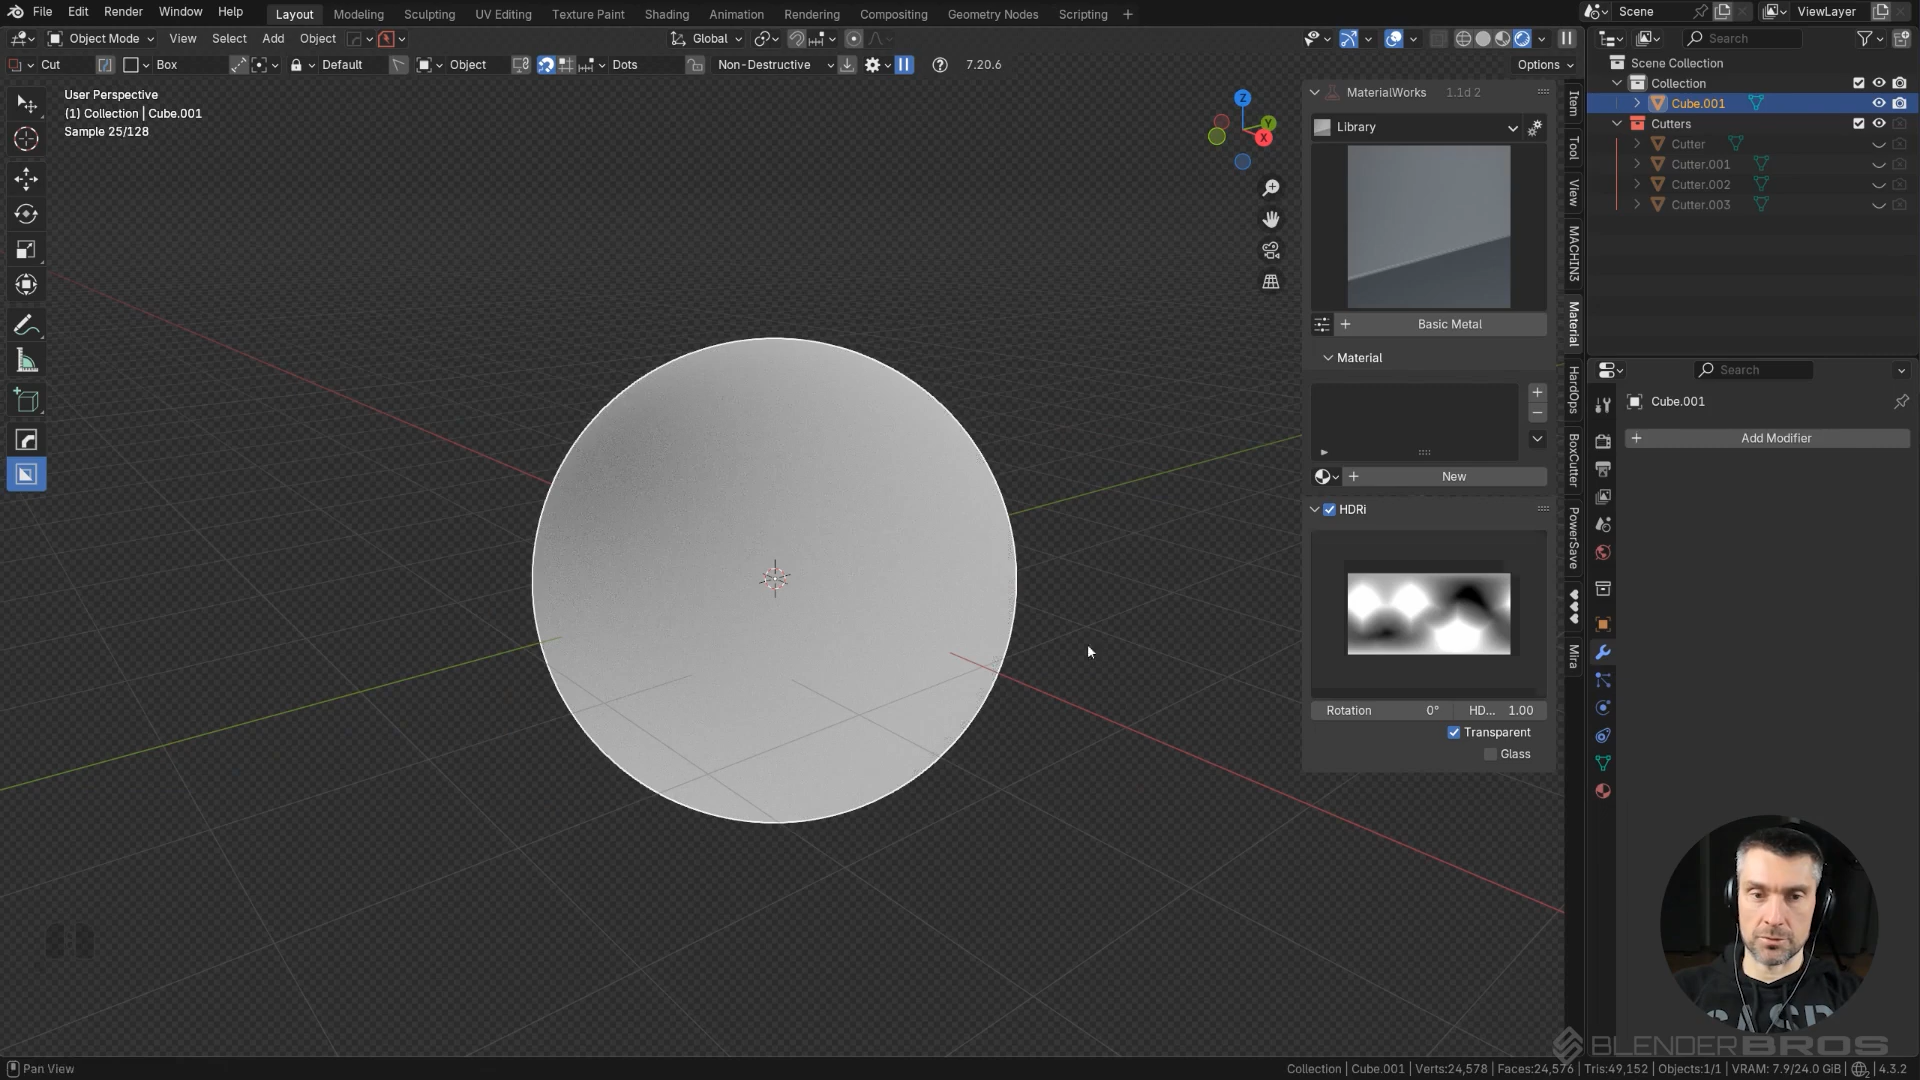 File Edit Render Window Help
Layout Modeling Sculpting UV Editing Texture Paint Shading Animation Rendering Compositing Geometry Nodes Scripting +
Scene ViewLayer
Object Mode View Select Add Object
Global
Search
Cut Box Default Object Dots Non-Destructive 7.20.6 Options
User Perspective
(1) Collection | Cube.001
Sample 25/128
Z
Y
X
MaterialWorks 1.1d 2
Library
Basic Metal
Material
New
HDRi
Rotation 0° HD... 1.00
Transparent
Glass
Item
Tool
View
MACHIN3
Material
HardOps
BoxCutter
PowerSave
♥♥♥
Mira
Scene Collection
Collection
Cube.001
Cutters
Cutter
Cutter.001
Cutter.002
Cutter.003
Search
Cube.001
Add Modifier
BLENDERBROS
Pan View
Collection | Cube.001 | Verts:24,578 | Faces:24,576 | Tris:49,152 | Objects:1/1 | VRAM: 7.9/24.0 GiB | 4.3.2